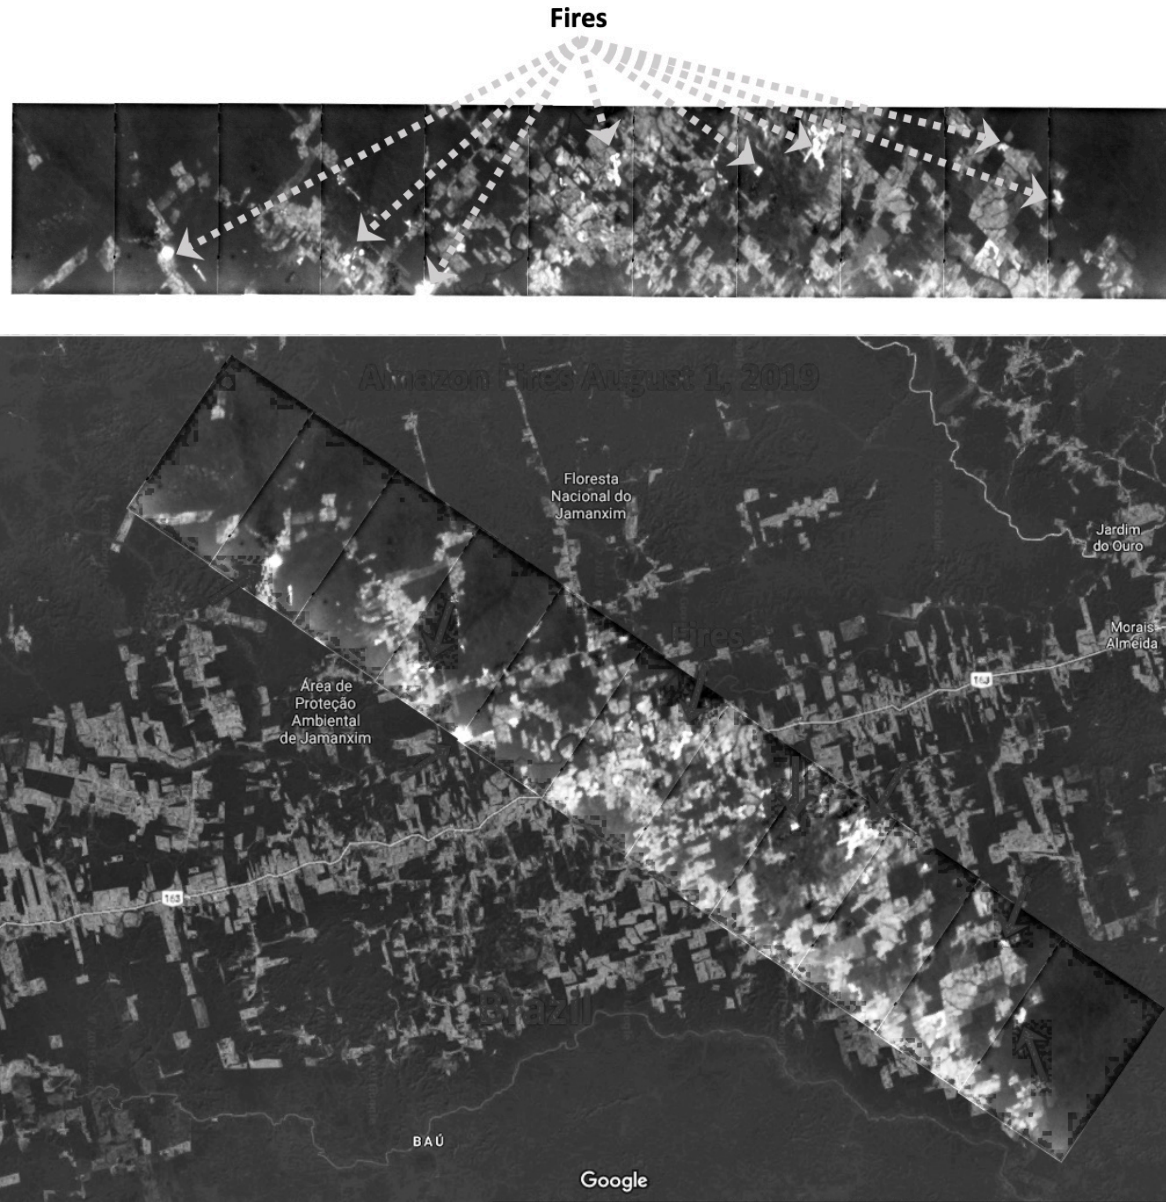 Fires
Amazon Fires August 1, 2019
Floresta
Nacional do
Jamanxim
Jardim
do Ouro
Fires
Morais
Almeida
163
Área de
Proteção
Ambiental
de Jamanxim
163
Brazil
BAÚ
Google